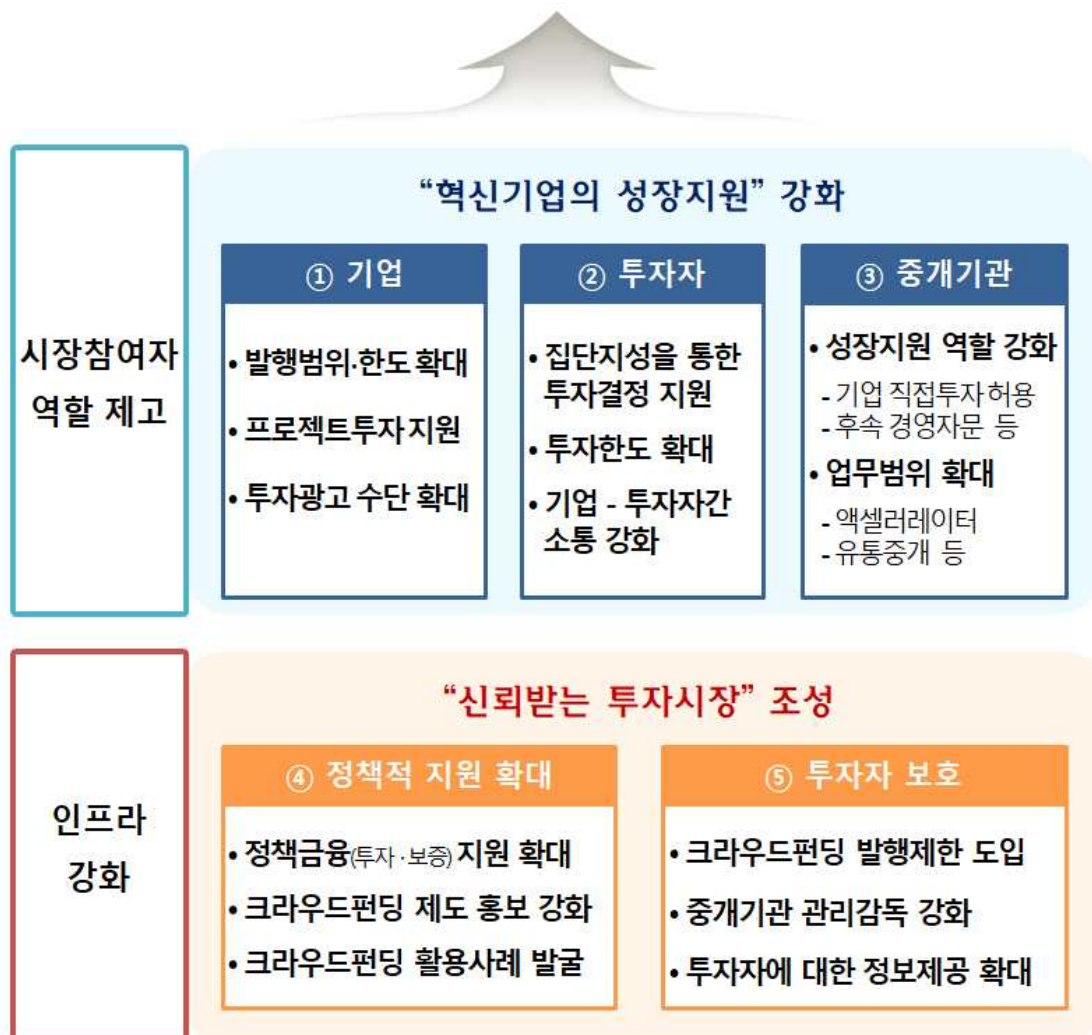 “혁신기업의 성장지원” 강화
시장참여자
역할 제고
① 기업
• 발행범위·한도 확대
• 프로젝트투자 지원
• 투자광고 수단 확대
② 투자자
• 집단지성을 통한
투자결정 지원
• 투자한도 확대
• 기업 - 투자자간
소통 강화
③ 중개기관
• 성장지원 역할 강화
- 기업 직접투자 허용
- 후속 경영자문 등
• 업무범위 확대
- 액셀러레이터
- 유통중개 등
“신뢰받는 투자시장” 조성
인프라
강화
④ 정책적 지원 확대
• 정책금융(투자·보증) 지원 확대
• 크라우드펀딩 제도 홍보 강화
• 크라우드펀딩 활용사례 발굴
⑤ 투자자 보호
• 크라우드펀딩 발행제한 도입
• 중개기관 관리감독 강화
• 투자자에 대한 정보제공 확대